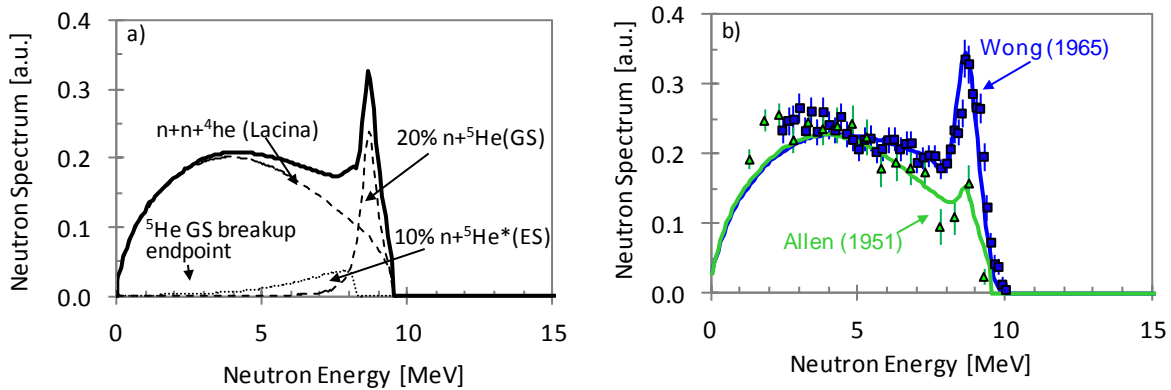 a)
0.4
0.3
0.2
0.1
0.0
Neutron Spectrum [a.u.]
n+n+⁴he (Lacina)
20% n+⁵He(GS)
⁵He GS breakup
endpoint
10% n+⁵He*(ES)
0
5
10
15
Neutron Energy [MeV]
b)
0.4
0.3
0.2
0.1
0.0
Neutron Spectrum [a.u.]
Wong (1965)
Allen (1951)
0
5
10
15
Neutron Energy [MeV]